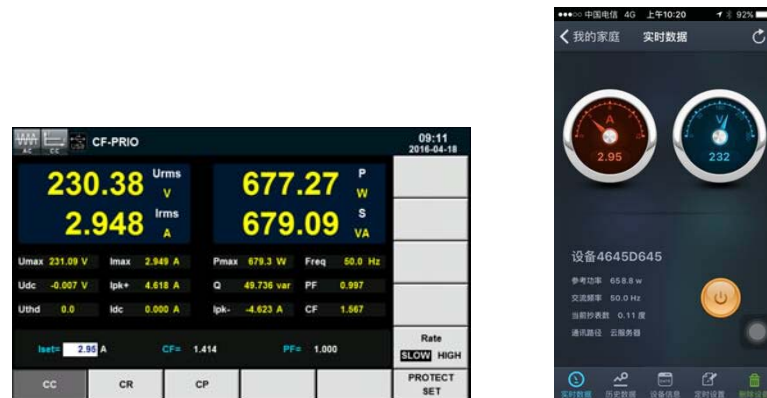 AC
CC
USB
CF-PRIO
09:11
2016-04-18
230.38 Urms V
677.27 P W
2.948 Irms A
679.09 S VA
Umax 231.09 V Imax 2.949 A Pmax 679.3 W Freq 50.0 Hz
Udc -0.007 V Ipk+ 4.618 A Q 49.736 var PF 0.997
Uthd 0.0 Idc 0.000 A Ipk- -4.623 A CF 1.567
Iset= 2.95 A CF= 1.414 PF= 1.000
Rate
SLOW HIGH
CC CR CP PROTECT SET
中国电信 4G 上午10:20 92%
我的家庭 实时数据
A
2.95
V
232
设备4645D645
参考功率 658.8 w
交流频率 50.0 Hz
当前抄表数 0.11 度
通讯路径 云服务器
实时数据 历史数据 设备信息 定时设置 删除设备